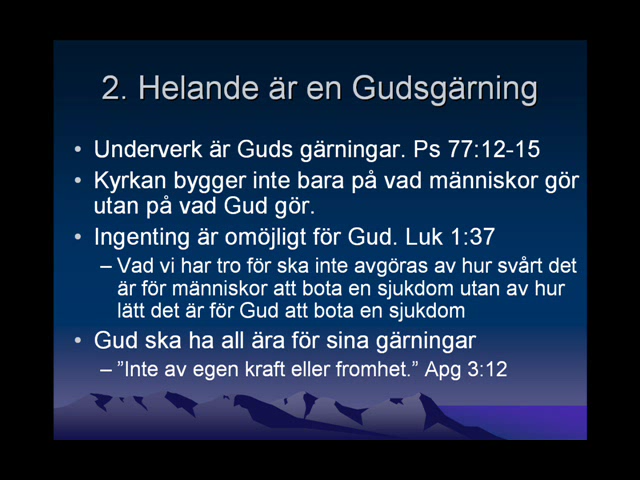 2. Helande är en Gudsgärning
• Underverk är Guds gärningar. Ps 77:12-15
• Kyrkan bygger inte bara på vad människor gör
utan på vad Gud gör.
• Ingenting är omöjligt för Gud. Luk 1:37
– Vad vi har tro för ska inte avgöras av hur svårt det
är för människor att bota en sjukdom utan av hur
lätt det är för Gud att bota en sjukdom
• Gud ska ha all ära för sina gärningar
– ”Inte av egen kraft eller fromhet.” Apg 3:12